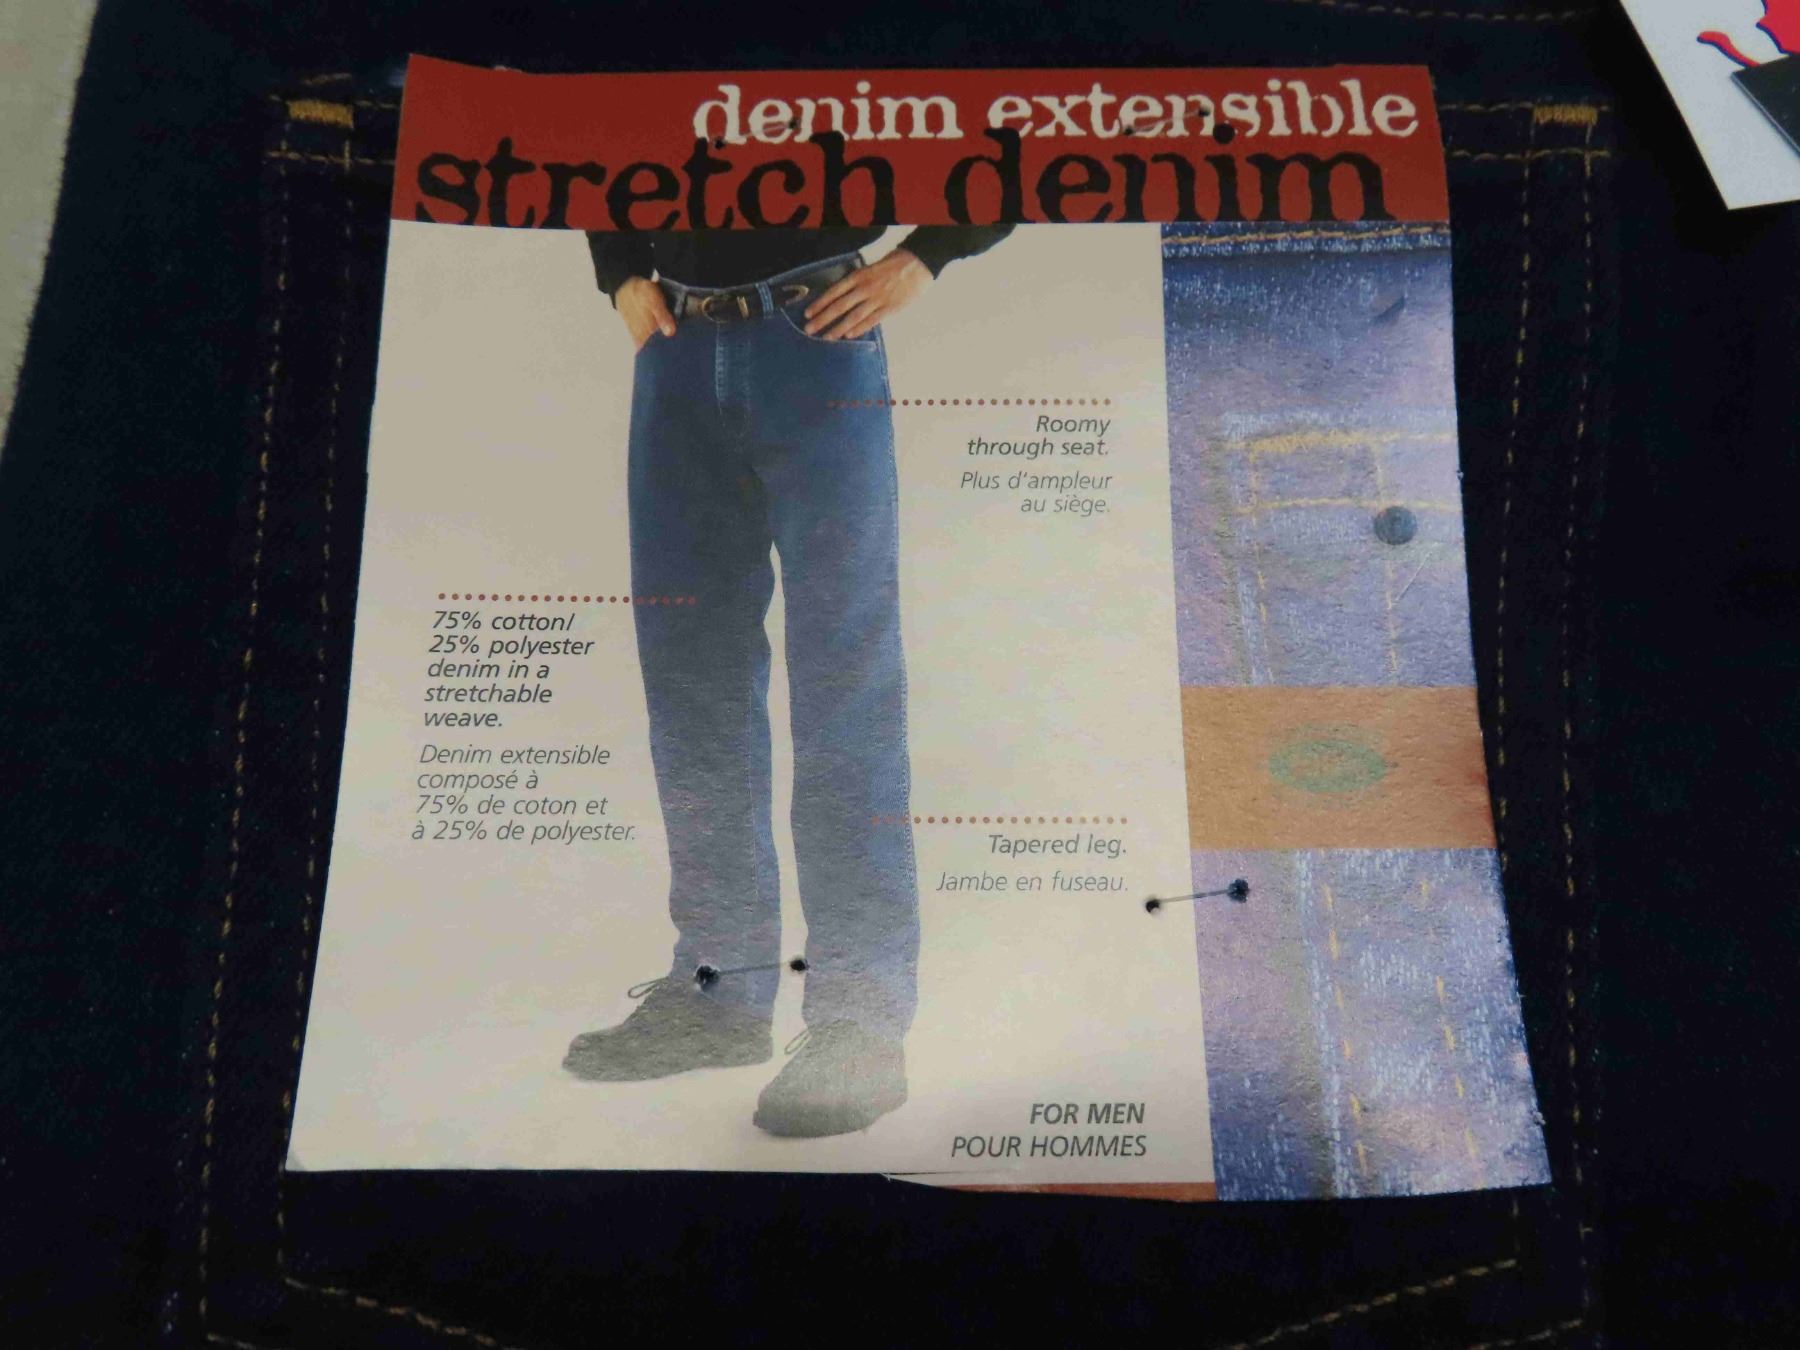 denim extensible
stretch denim
Roomy
through seat.
Plus d'ampleur
au siège.
75% cotton/
25% polyester
denim in a
stretchable
weave.
Denim extensible
composé à
75% de coton et
à 25% de polyester.
Tapered leg.
Jambe en fuseau.
FOR MEN
POUR HOMMES